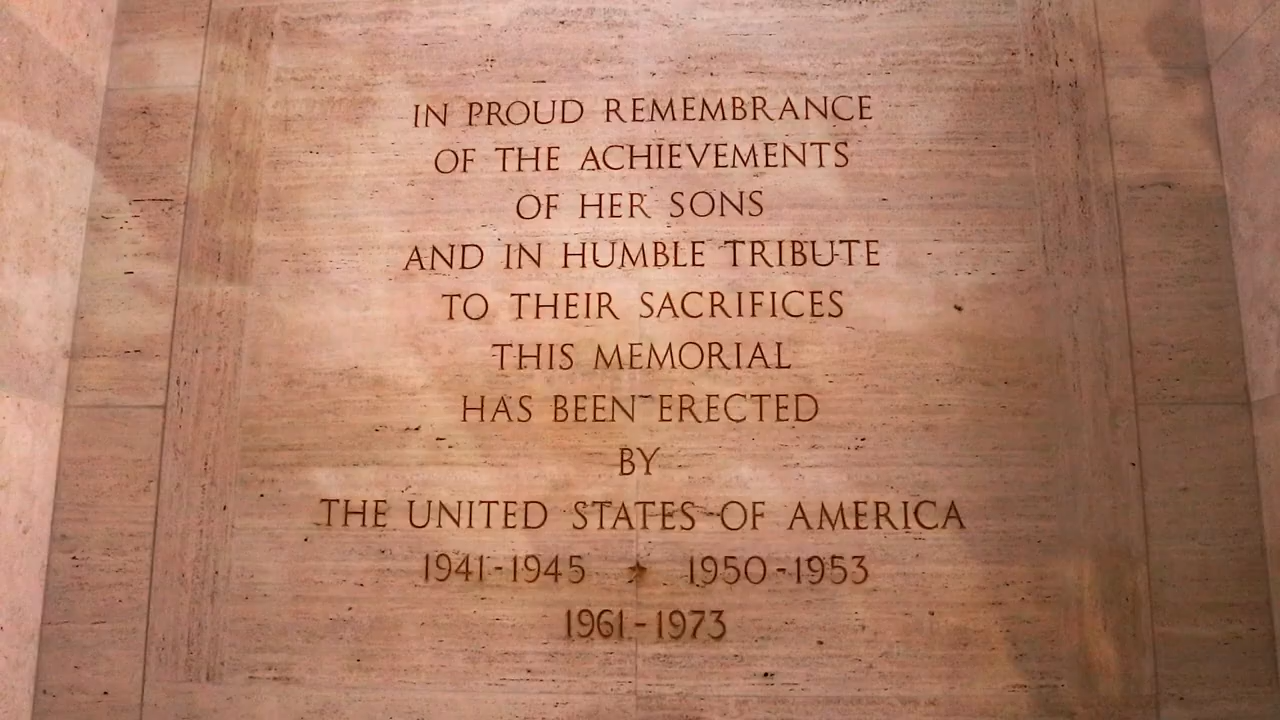 IN PROUD REMEMBRANCE
OF THE ACHIEVEMENTS
OF HER SONS
AND IN HUMBLE TRIBUTE
TO THEIR SACRIFICES
THIS MEMORIAL
HAS BEEN ERECTED
BY
THE UNITED STATES OF AMERICA
1941-1945 ★ 1950-1953
1961-1973